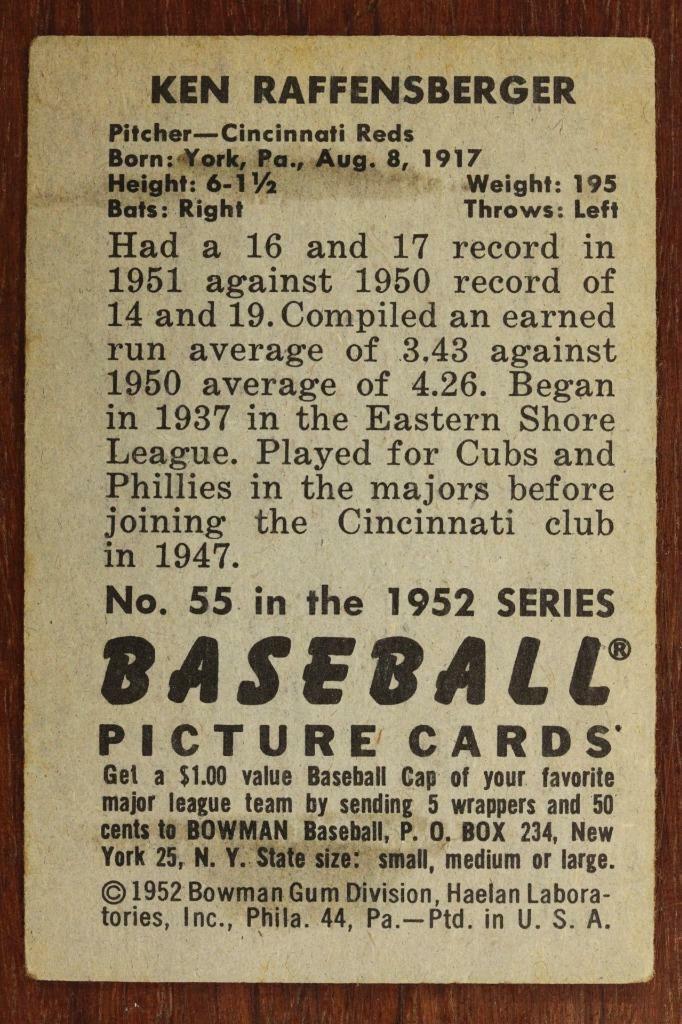 KEN RAFFENSBERGER
Pitcher—Cincinnati Reds
Born: York, Pa., Aug. 8, 1917
Height: 6-1½ Weight: 195
Bats: Right Throws: Left
Had a 16 and 17 record in
1951 against 1950 record of
14 and 19. Compiled an earned
run average of 3.43 against
1950 average of 4.26. Began
in 1937 in the Eastern Shore
League. Played for Cubs and
Phillies in the majors before
joining the Cincinnati club
in 1947.
No. 55 in the 1952 SERIES
BASEBALL®
PICTURE CARDS
Get a $1.00 value Baseball Cap of your favorite
major league team by sending 5 wrappers and 50
cents to BOWMAN Baseball, P. O. BOX 234, New
York 25, N. Y. State size: small, medium or large.
© 1952 Bowman Gum Division, Haelan Labora-
tories, Inc., Phila. 44, Pa.—Ptd. in U. S. A.